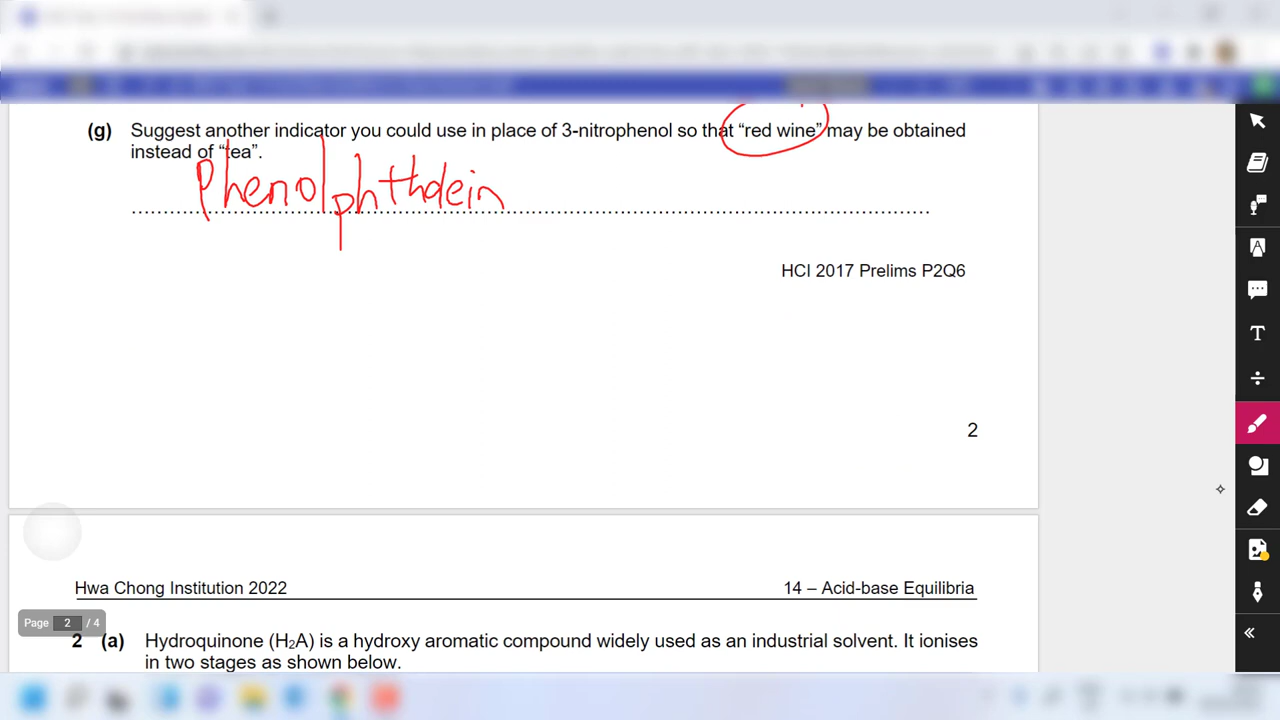 (g) Suggest another indicator you could use in place of 3-nitrophenol so that “red wine” may be obtained
instead of “tea”.
Phenolphthalein
HCI 2017 Prelims P2Q6
2
Hwa Chong Institution 2022 14 – Acid-base Equilibria
Page 2 / 4
2 (a) Hydroquinone (H₂A) is a hydroxy aromatic compound widely used as an industrial solvent. It ionises
in two stages as shown below.